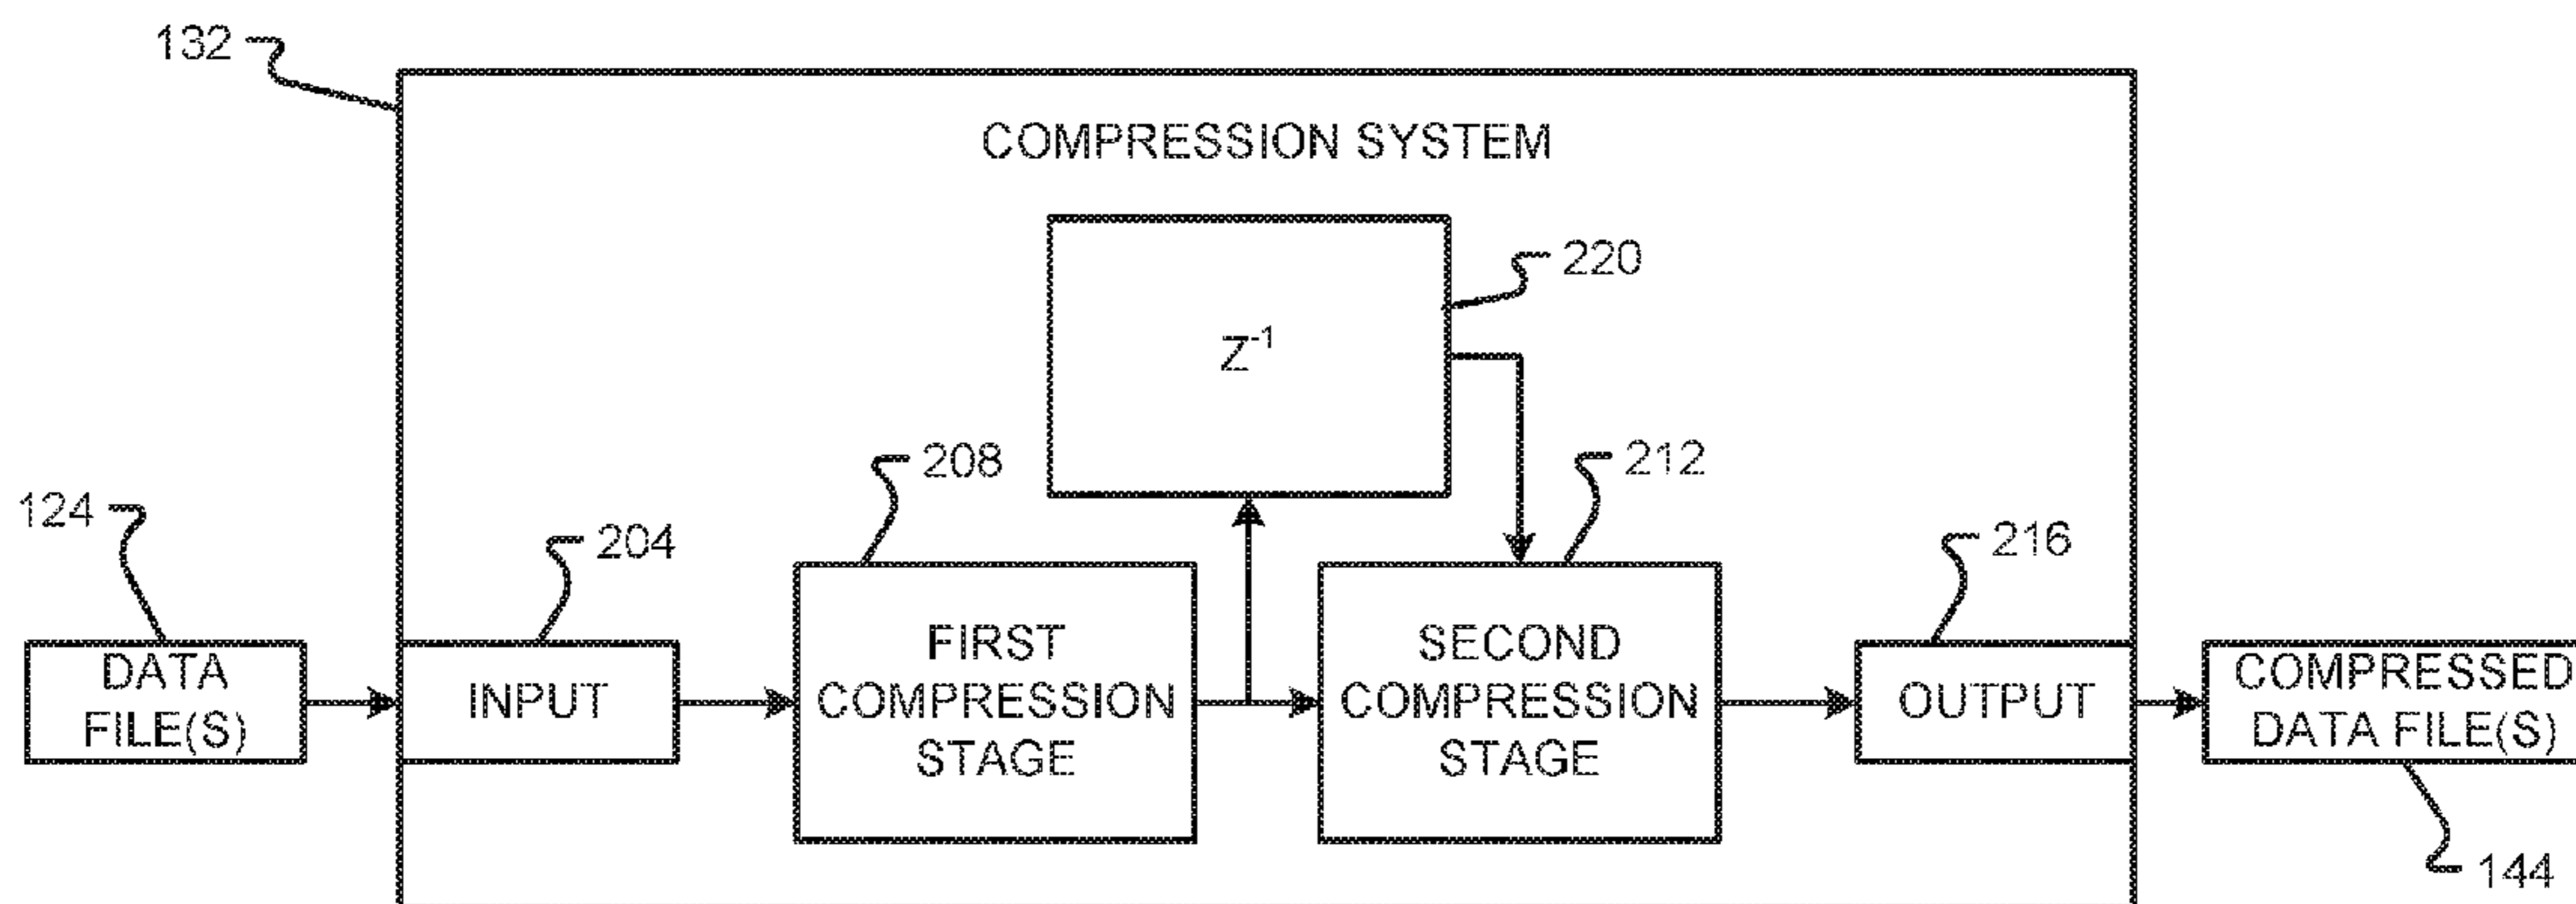 132
COMPRESSION SYSTEM
220
Z-1
208
212
124
204
216
DATA
FILE(S)
INPUT
FIRST
COMPRESSION
STAGE
SECOND
COMPRESSION
STAGE
OUTPUT
COMPRESSED
DATA FILE(S)
144